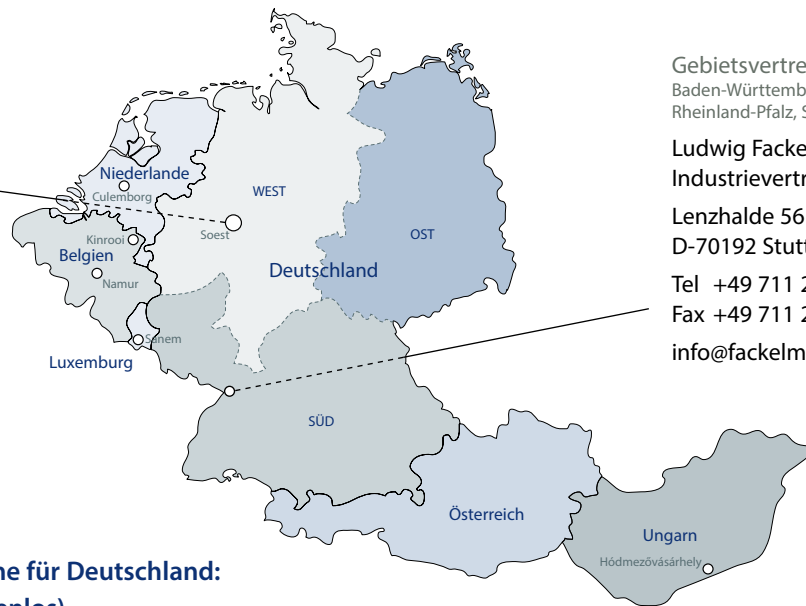 Niederlande
Culemborg
WEST
Soest
OST
Kinrooi
Belgien
Namur
Deutschland
Sanem
Luxemburg
SÜD
Österreich
Ungarn
Hódmezővásárhely
Gebietsvertre
Baden-Württemb
Rheinland-Pfalz, S
Ludwig Facke
Industrievertr
Lenzhalde 56
D-70192 Stutt
Tel +49 711 2
Fax +49 711 2
info@fackelm
ne für Deutschland:
nlos)